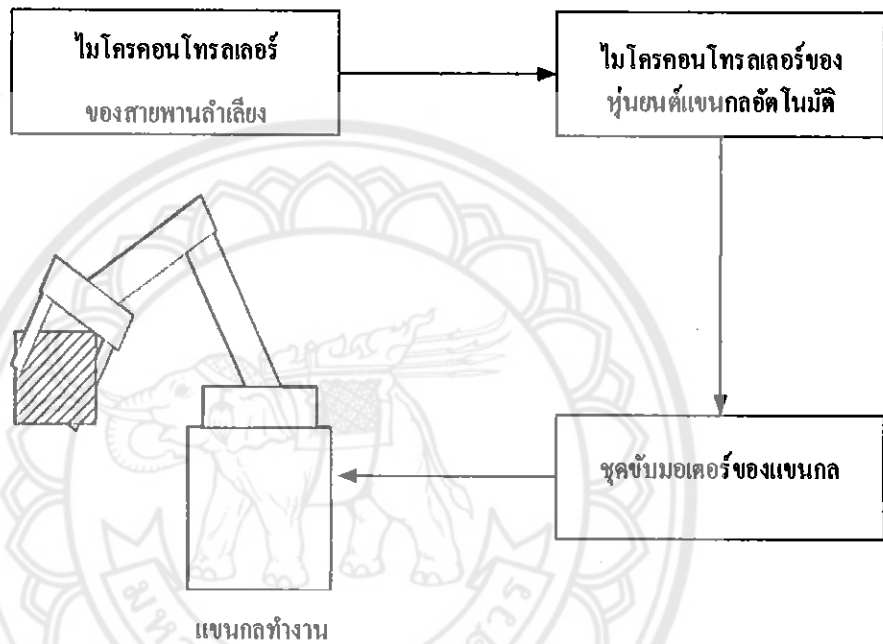 ไมโครคอนโทรลเลอร์
ของสายพานลำเลียง
ไมโครคอนโทรลเลอร์ของ
หุ่นยนต์แขนกลอัตโนมัติ
ชุดขับมอเตอร์ของแขนกล
แขนกลทำงาน